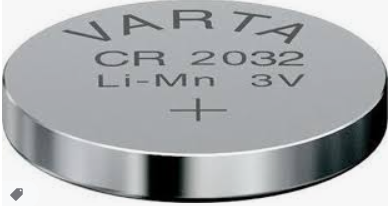 VARTA
CR 2032
Li-Mn 3V
+